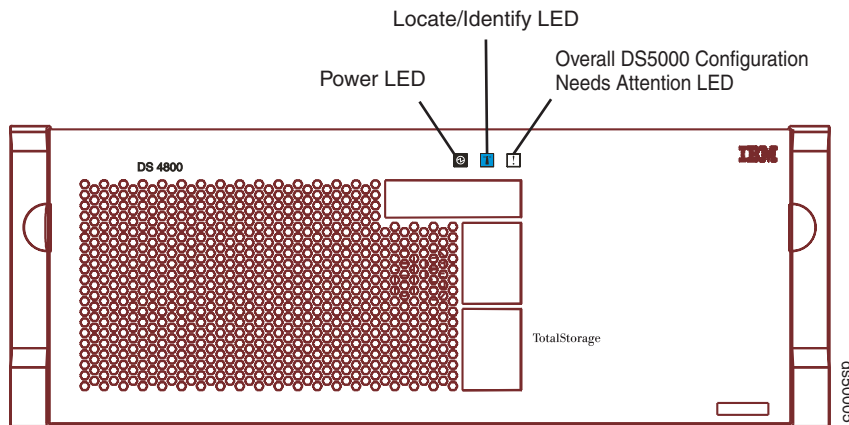 Locate/Identify LED
Overall DS5000 Configuration
Needs Attention LED
Power LED
DS 4800
IBM
TotalStorage